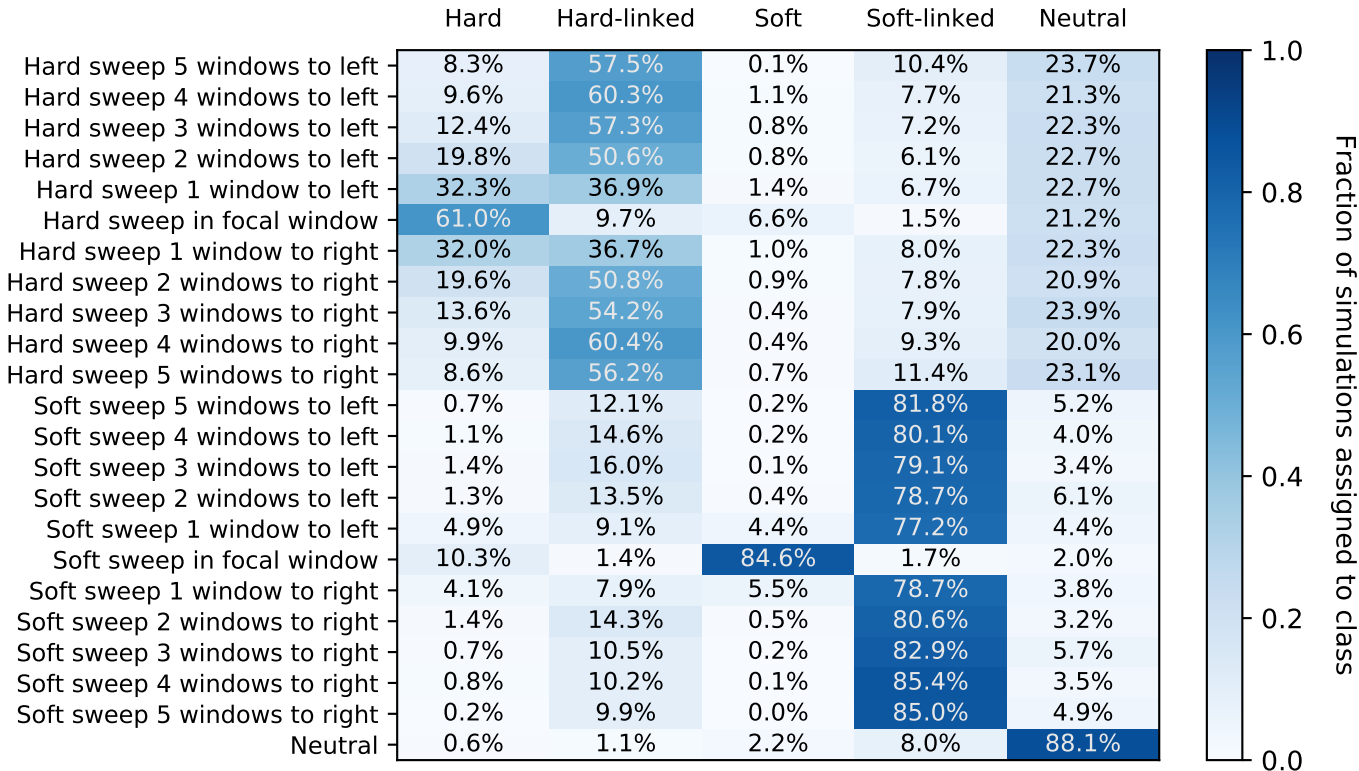 Hard Hard-linked Soft Soft-linked Neutral
Hard sweep 5 windows to left 8.3% 57.5% 0.1% 10.4% 23.7%
Hard sweep 4 windows to left 9.6% 60.3% 1.1% 7.7% 21.3%
Hard sweep 3 windows to left 12.4% 57.3% 0.8% 7.2% 22.3%
Hard sweep 2 windows to left 19.8% 50.6% 0.8% 6.1% 22.7%
Hard sweep 1 window to left 32.3% 36.9% 1.4% 6.7% 22.7%
Hard sweep in focal window 61.0% 9.7% 6.6% 1.5% 21.2%
Hard sweep 1 window to right 32.0% 36.7% 1.0% 8.0% 22.3%
Hard sweep 2 windows to right 19.6% 50.8% 0.9% 7.8% 20.9%
Hard sweep 3 windows to right 13.6% 54.2% 0.4% 7.9% 23.9%
Hard sweep 4 windows to right 9.9% 60.4% 0.4% 9.3% 20.0%
Hard sweep 5 windows to right 8.6% 56.2% 0.7% 11.4% 23.1%
Soft sweep 5 windows to left 0.7% 12.1% 0.2% 81.8% 5.2%
Soft sweep 4 windows to left 1.1% 14.6% 0.2% 80.1% 4.0%
Soft sweep 3 windows to left 1.4% 16.0% 0.1% 79.1% 3.4%
Soft sweep 2 windows to left 1.3% 13.5% 0.4% 78.7% 6.1%
Soft sweep 1 window to left 4.9% 9.1% 4.4% 77.2% 4.4%
Soft sweep in focal window 10.3% 1.4% 84.6% 1.7% 2.0%
Soft sweep 1 window to right 4.1% 7.9% 5.5% 78.7% 3.8%
Soft sweep 2 windows to right 1.4% 14.3% 0.5% 80.6% 3.2%
Soft sweep 3 windows to right 0.7% 10.5% 0.2% 82.9% 5.7%
Soft sweep 4 windows to right 0.8% 10.2% 0.1% 85.4% 3.5%
Soft sweep 5 windows to right 0.2% 9.9% 0.0% 85.0% 4.9%
Neutral 0.6% 1.1% 2.2% 8.0% 88.1%
1.0
0.8
0.6
0.4
0.2
0.0
Fraction of simulations assigned to class